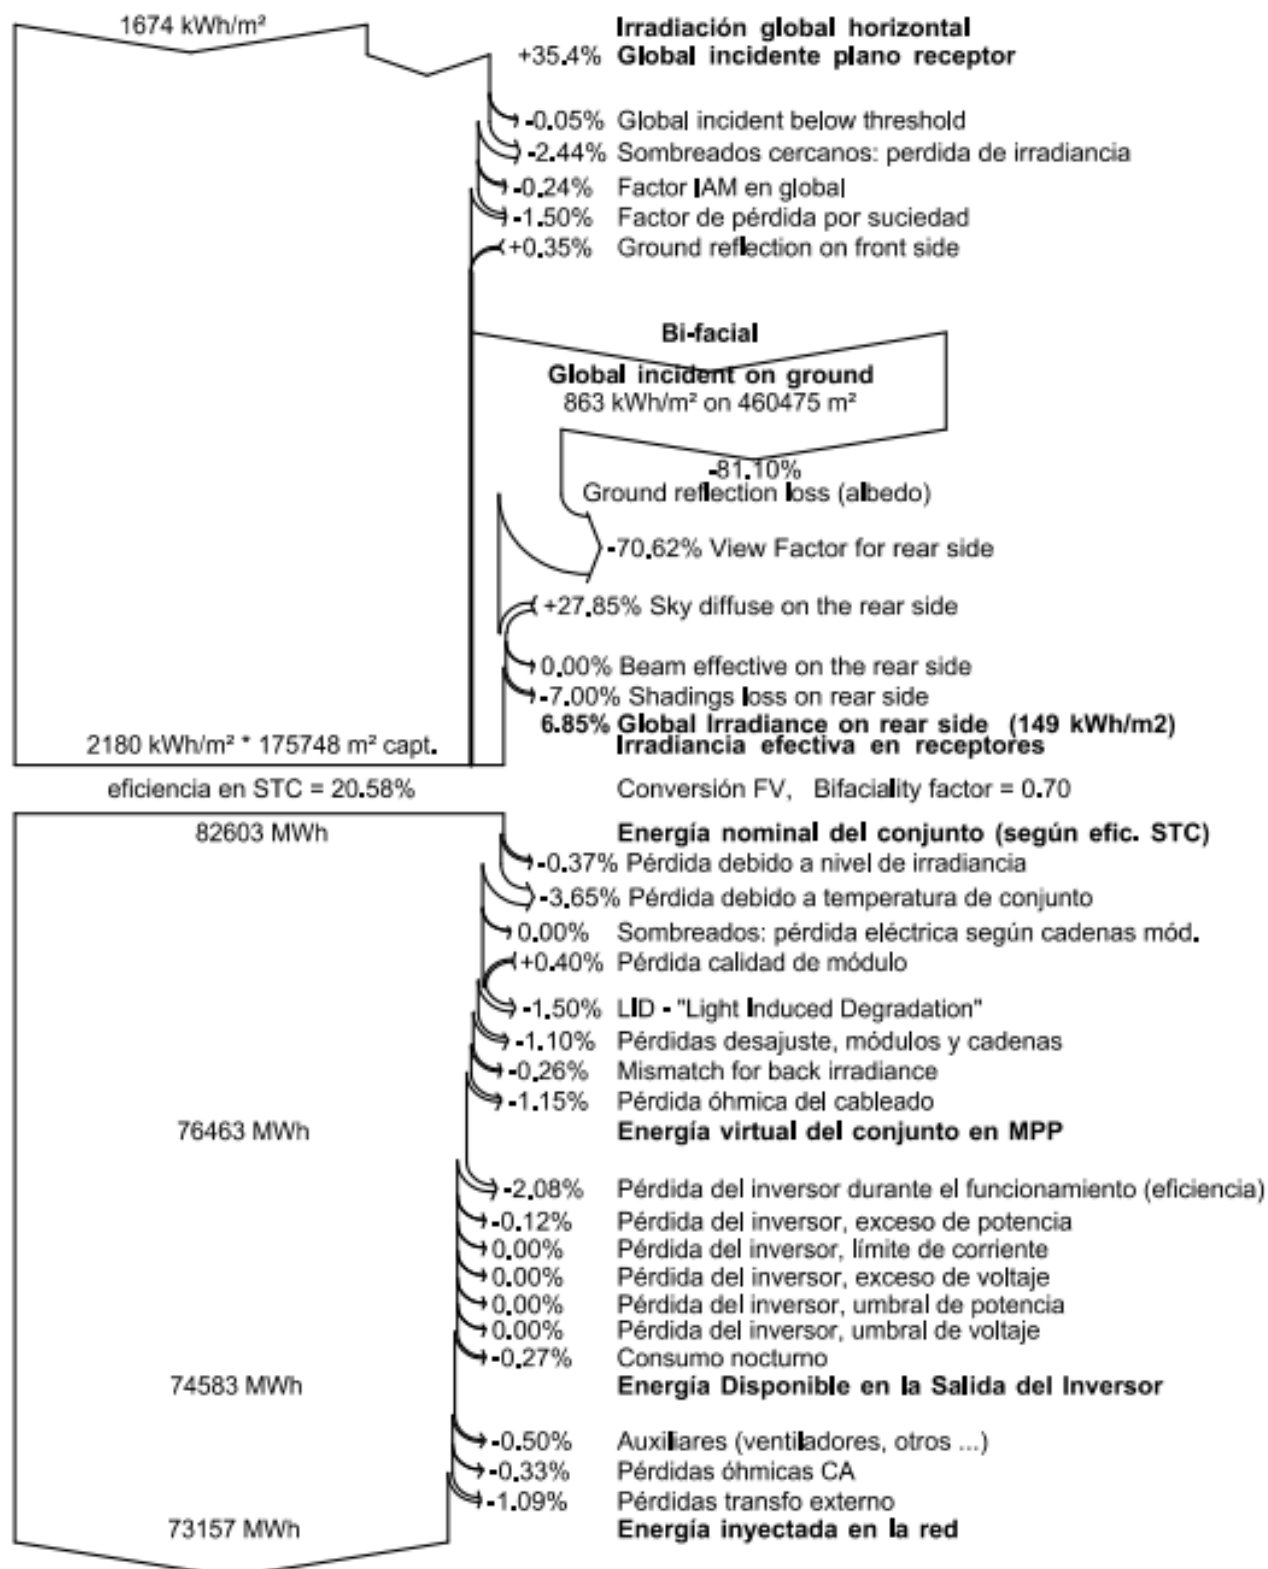 1674 kWh/m² Irradiación global horizontal
+35.4% Global incidente plano receptor
-0.05% Global incident below threshold
-2.44% Sombreados cercanos: perdida de irradiancia
-0.24% Factor IAM en global
-1.50% Factor de pérdida por suciedad
+0.35% Ground reflection on front side
Bi-facial
Global incident on ground
863 kWh/m² on 460475 m²
-81.10%
Ground reflection loss (albedo)
-70.62% View Factor for rear side
+27.85% Sky diffuse on the rear side
0.00% Beam effective on the rear side
-7.00% Shadings loss on rear side
6.85% Global Irradiance on rear side (149 kWh/m2)
2180 kWh/m² * 175748 m² capt. Irradiancia efectiva en receptores
eficiencia en STC = 20.58% Conversión FV, Bifaciality factor = 0.70
82603 MWh Energía nominal del conjunto (según efic. STC)
-0.37% Pérdida debido a nivel de irradiancia
-3.65% Pérdida debido a temperatura de conjunto
0.00% Sombreados: pérdida eléctrica según cadenas mód.
+0.40% Pérdida calidad de módulo
-1.50% LID - "Light Induced Degradation"
-1.10% Pérdidas desajuste, módulos y cadenas
-0.26% Mismatch for back irradiance
-1.15% Pérdida óhmica del cableado
76463 MWh Energía virtual del conjunto en MPP
-2.08% Pérdida del inversor durante el funcionamiento (eficiencia)
-0.12% Pérdida del inversor, exceso de potencia
0.00% Pérdida del inversor, límite de corriente
0.00% Pérdida del inversor, exceso de voltaje
0.00% Pérdida del inversor, umbral de potencia
0.00% Pérdida del inversor, umbral de voltaje
-0.27% Consumo nocturno
74583 MWh Energía Disponible en la Salida del Inversor
-0.50% Auxiliares (ventiladores, otros ...)
-0.33% Pérdidas óhmicas CA
-1.09% Pérdidas transfo externo
73157 MWh Energía inyectada en la red